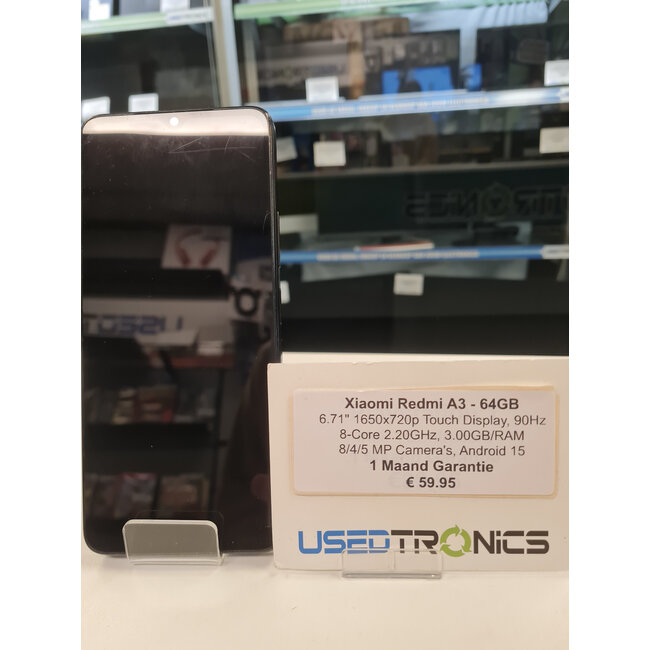 Xiaomi Redmi A3 - 64GB
6.71" 1650x720p Touch Display, 90Hz
8-Core 2.20GHz, 3.00GB/RAM
8/4/5 MP Camera's, Android 15
1 Maand Garantie
€ 59.95
USEDTRONICS